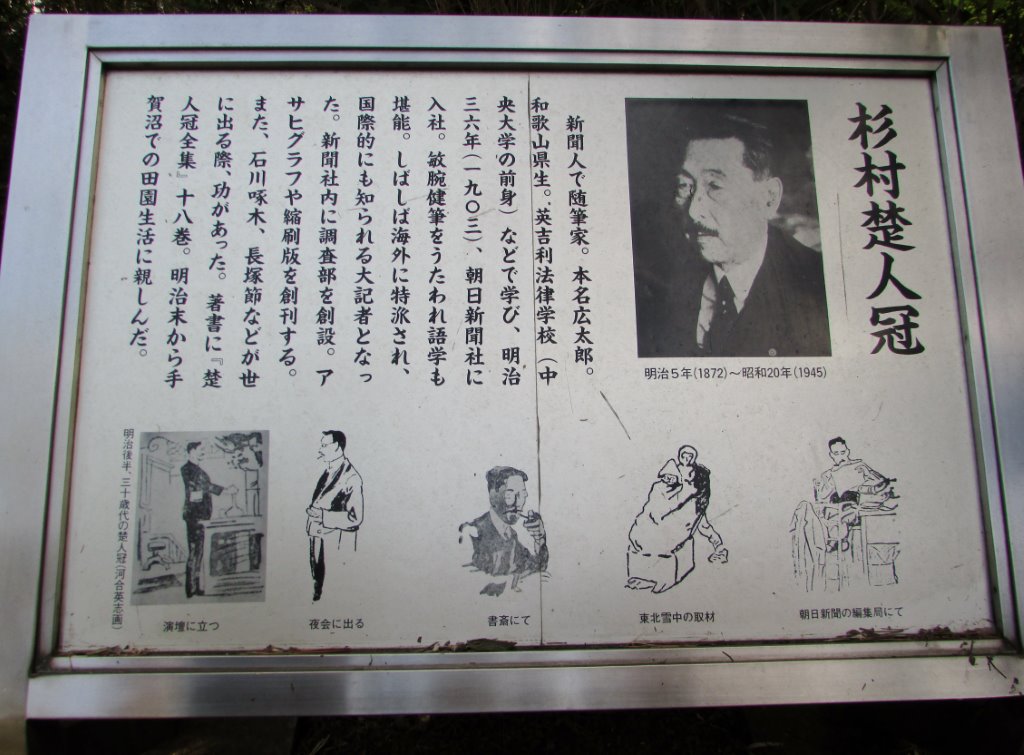 杉村楚人冠
明治5年(1872)～昭和20年(1945)
新聞人で随筆家。本名広太郎。
和歌山県生。英吉利法律学校(中
央大学の前身)などで学び、明治
三六年(一九〇三)、朝日新聞社に
入社。敏腕健筆をうたわれ語学も
堪能。しばしば海外に特派され、
国際的にも知られる大記者となっ
た。新聞社内に調査部を創設。ア
サヒグラフや縮刷版を創刊する。
また、石川啄木、長塚節などが世
に出る際、功があった。著書に『楚
人冠全集』十八巻。明治末から手
賀沼での田園生活に親しんだ。
朝日新聞の編集局にて
東北雪中の取材
書斎にて
夜会に出る
演壇に立つ
明治後半、三十歳代の楚人冠(河合英忠画)